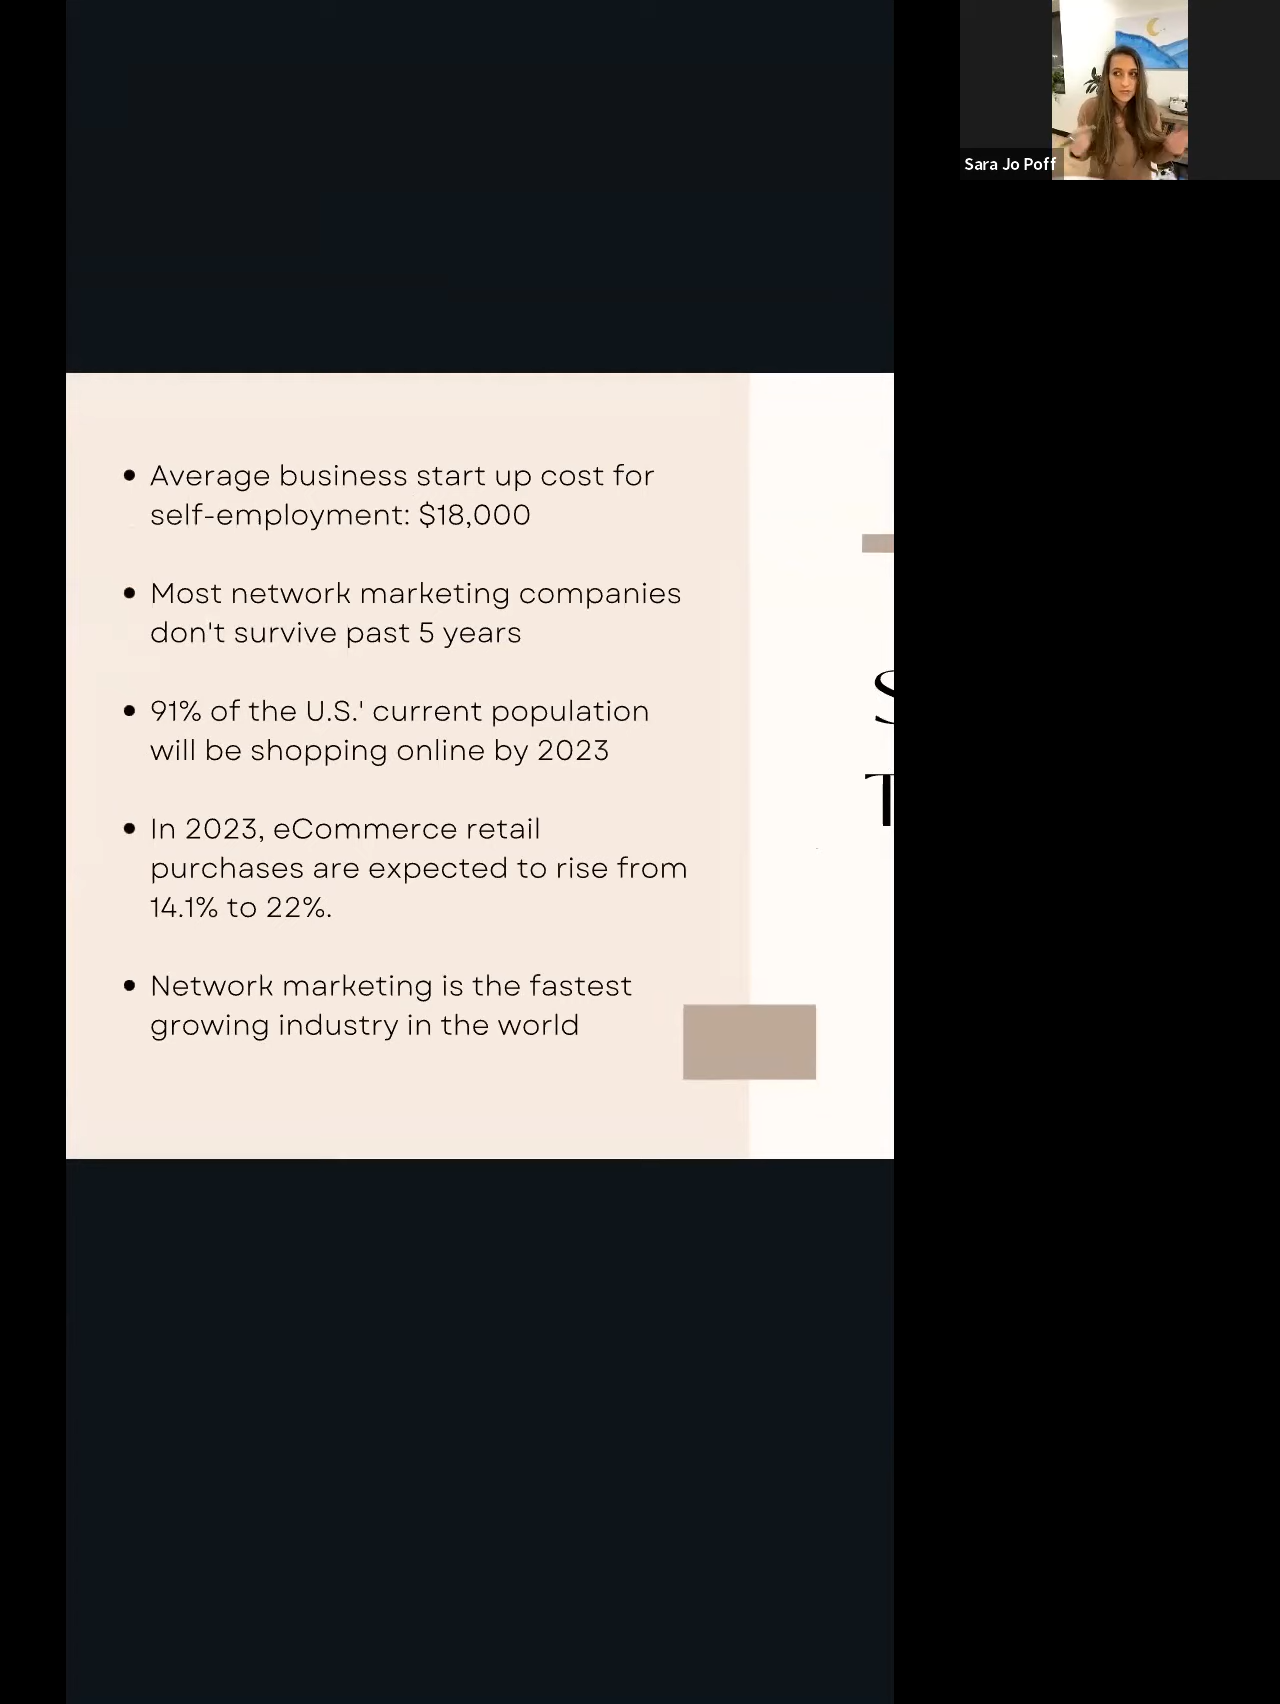 Sara Jo Poff
• Average business start up cost for
self-employment: $18,000
• Most network marketing companies
don't survive past 5 years
• 91% of the U.S.' current population
will be shopping online by 2023
• In 2023, eCommerce retail
purchases are expected to rise from
14.1% to 22%.
• Network marketing is the fastest
growing industry in the world
S
T